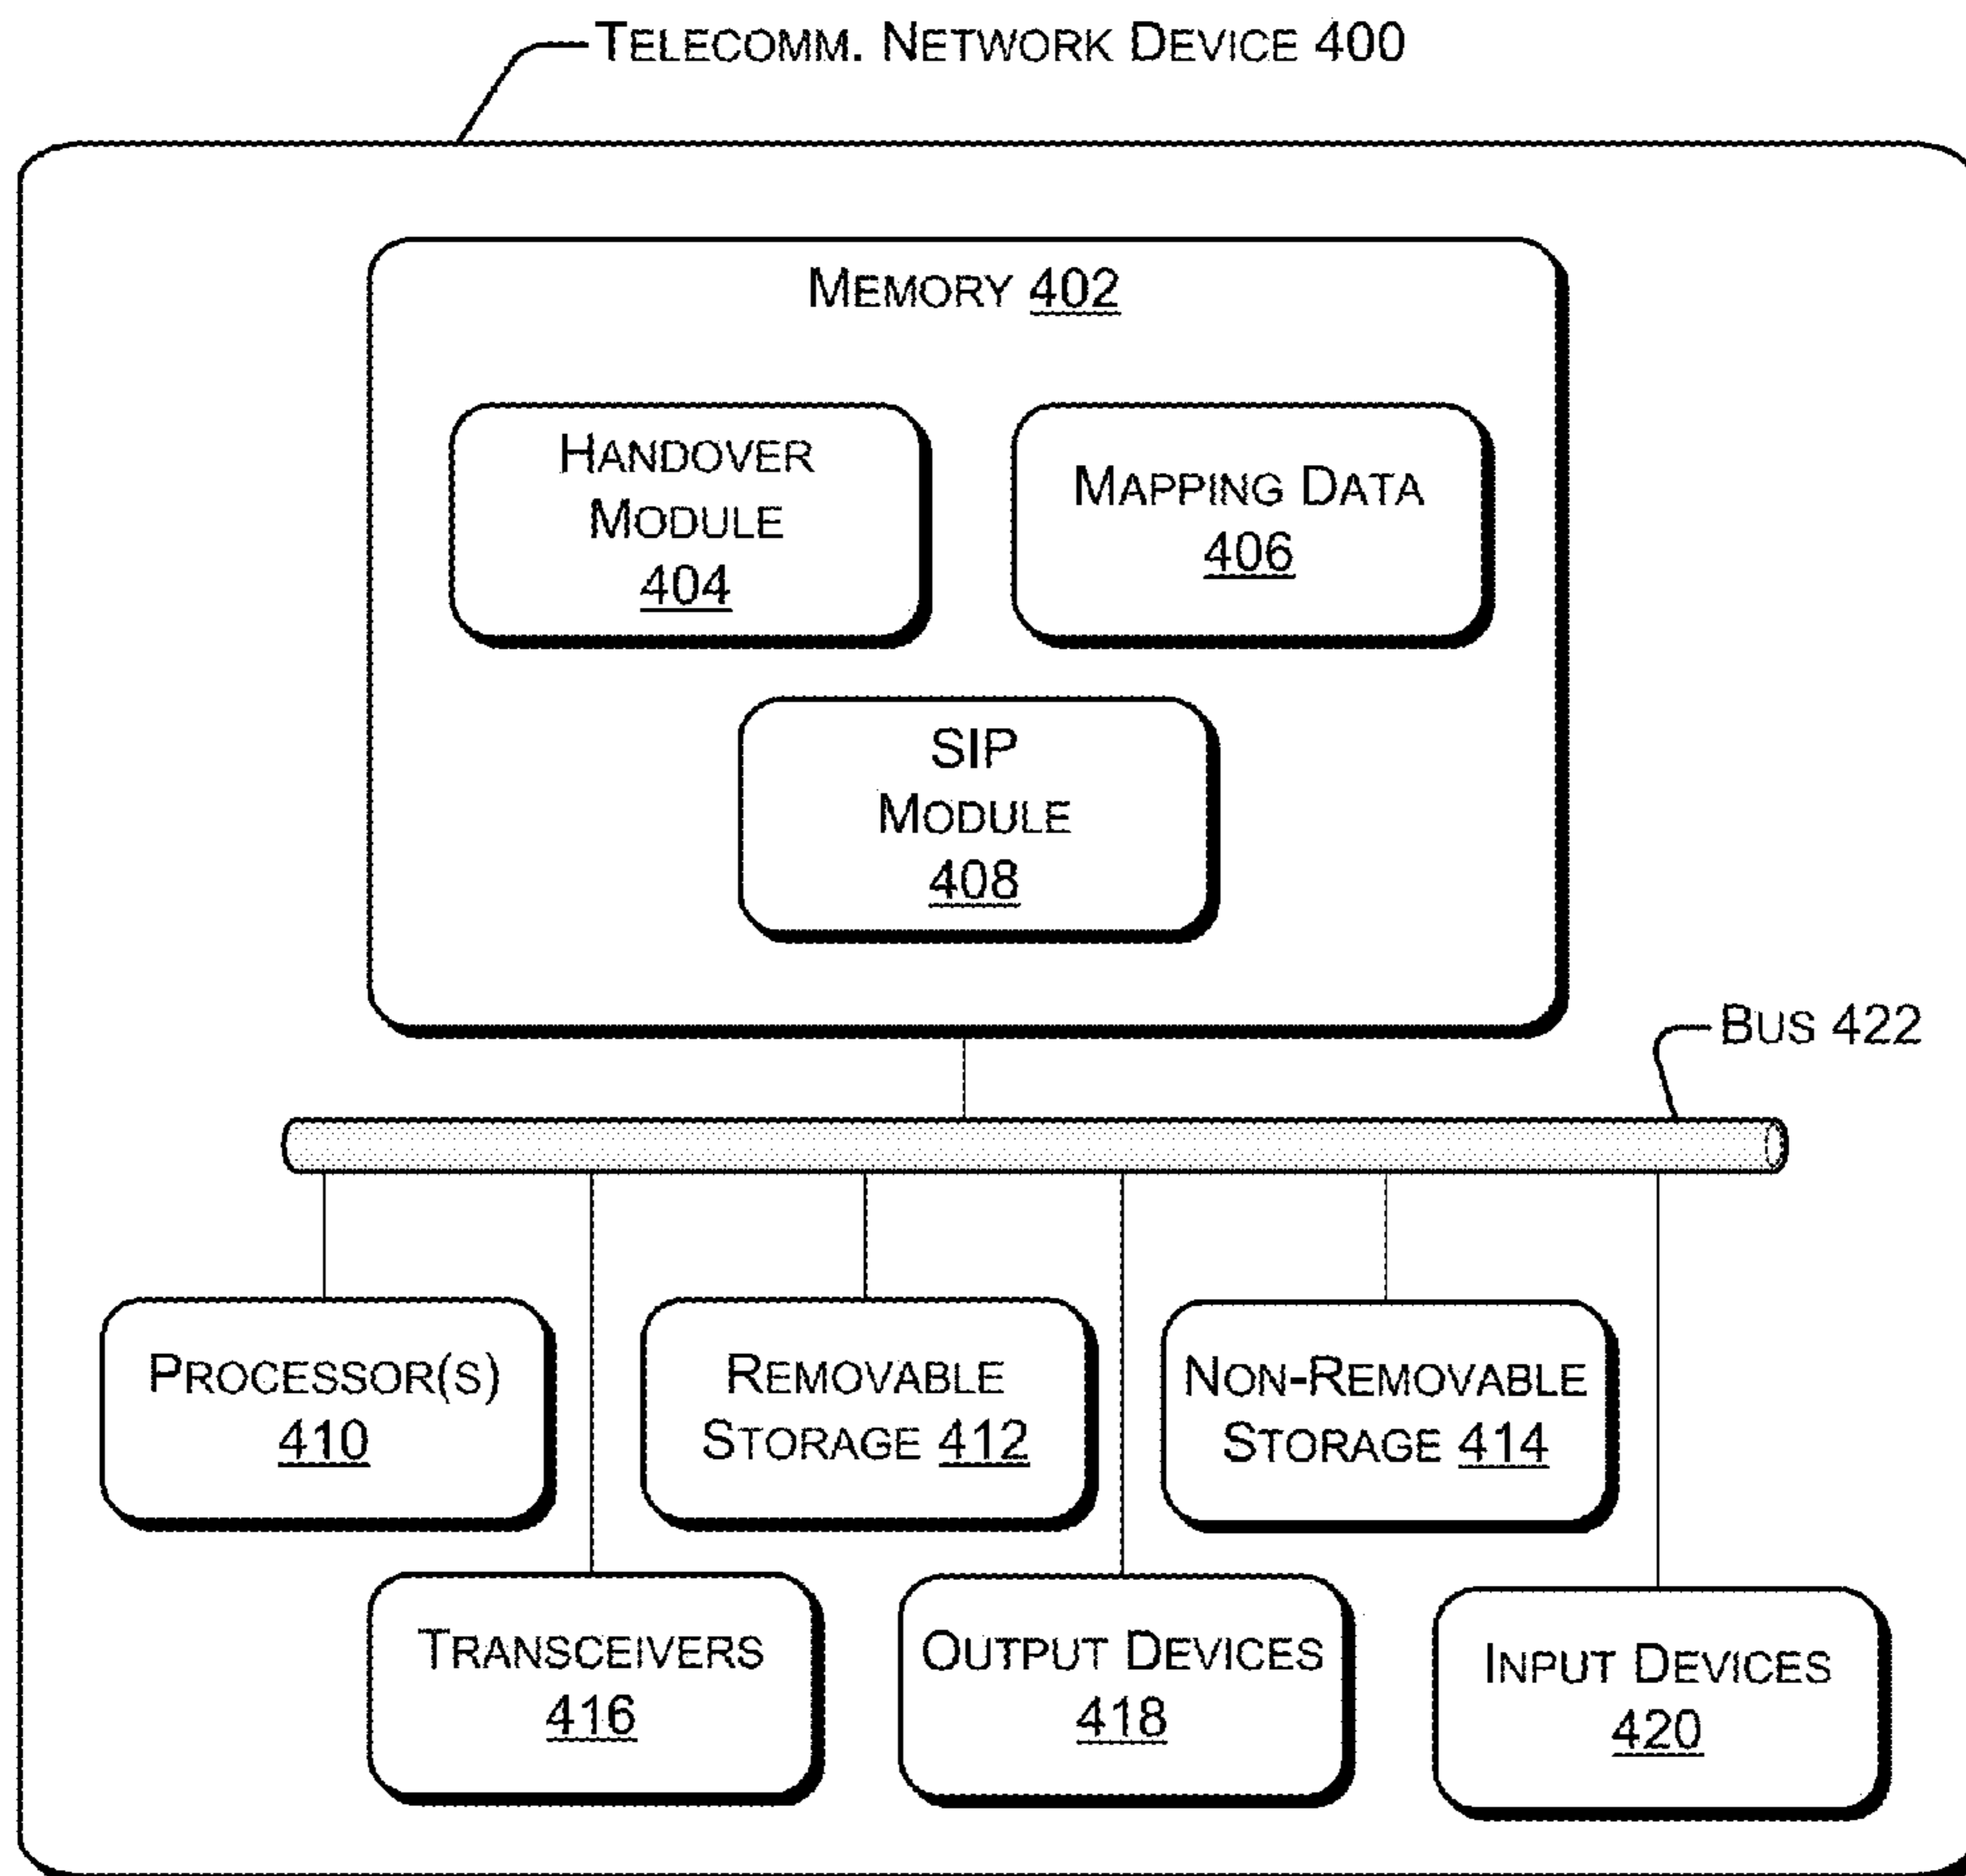 TELECOMM. NETWORK DEVICE 400
MEMORY 402
HANDOVER
MODULE
404
MAPPING DATA
406
SIP
MODULE
408
BUS 422
PROCESSOR(S)
410
REMOVABLE
STORAGE 412
NON-REMOVABLE
STORAGE 414
TRANSCEIVERS
416
OUTPUT DEVICES
418
INPUT DEVICES
420